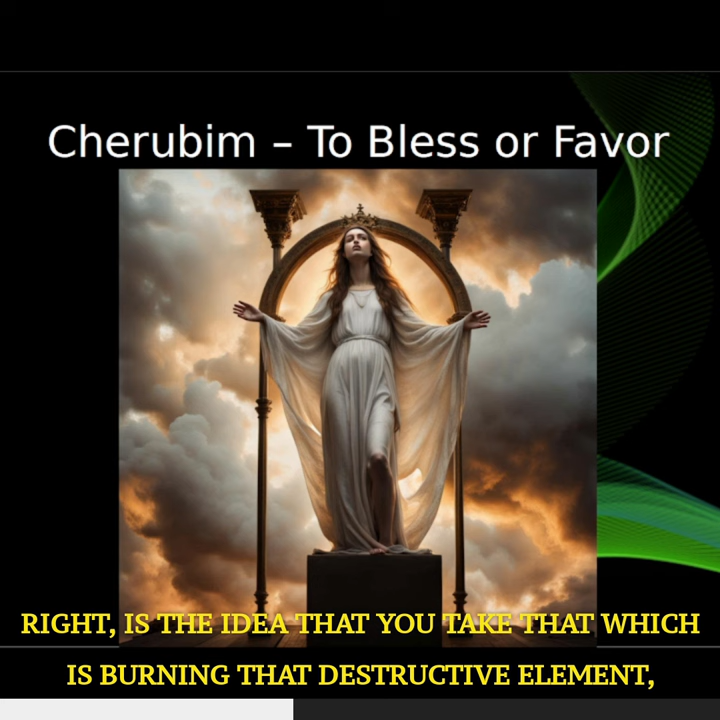 Cherubim – To Bless or Favor
RIGHT, IS THE IDEA THAT YOU TAKE THAT WHICH
IS BURNING THAT DESTRUCTIVE ELEMENT,